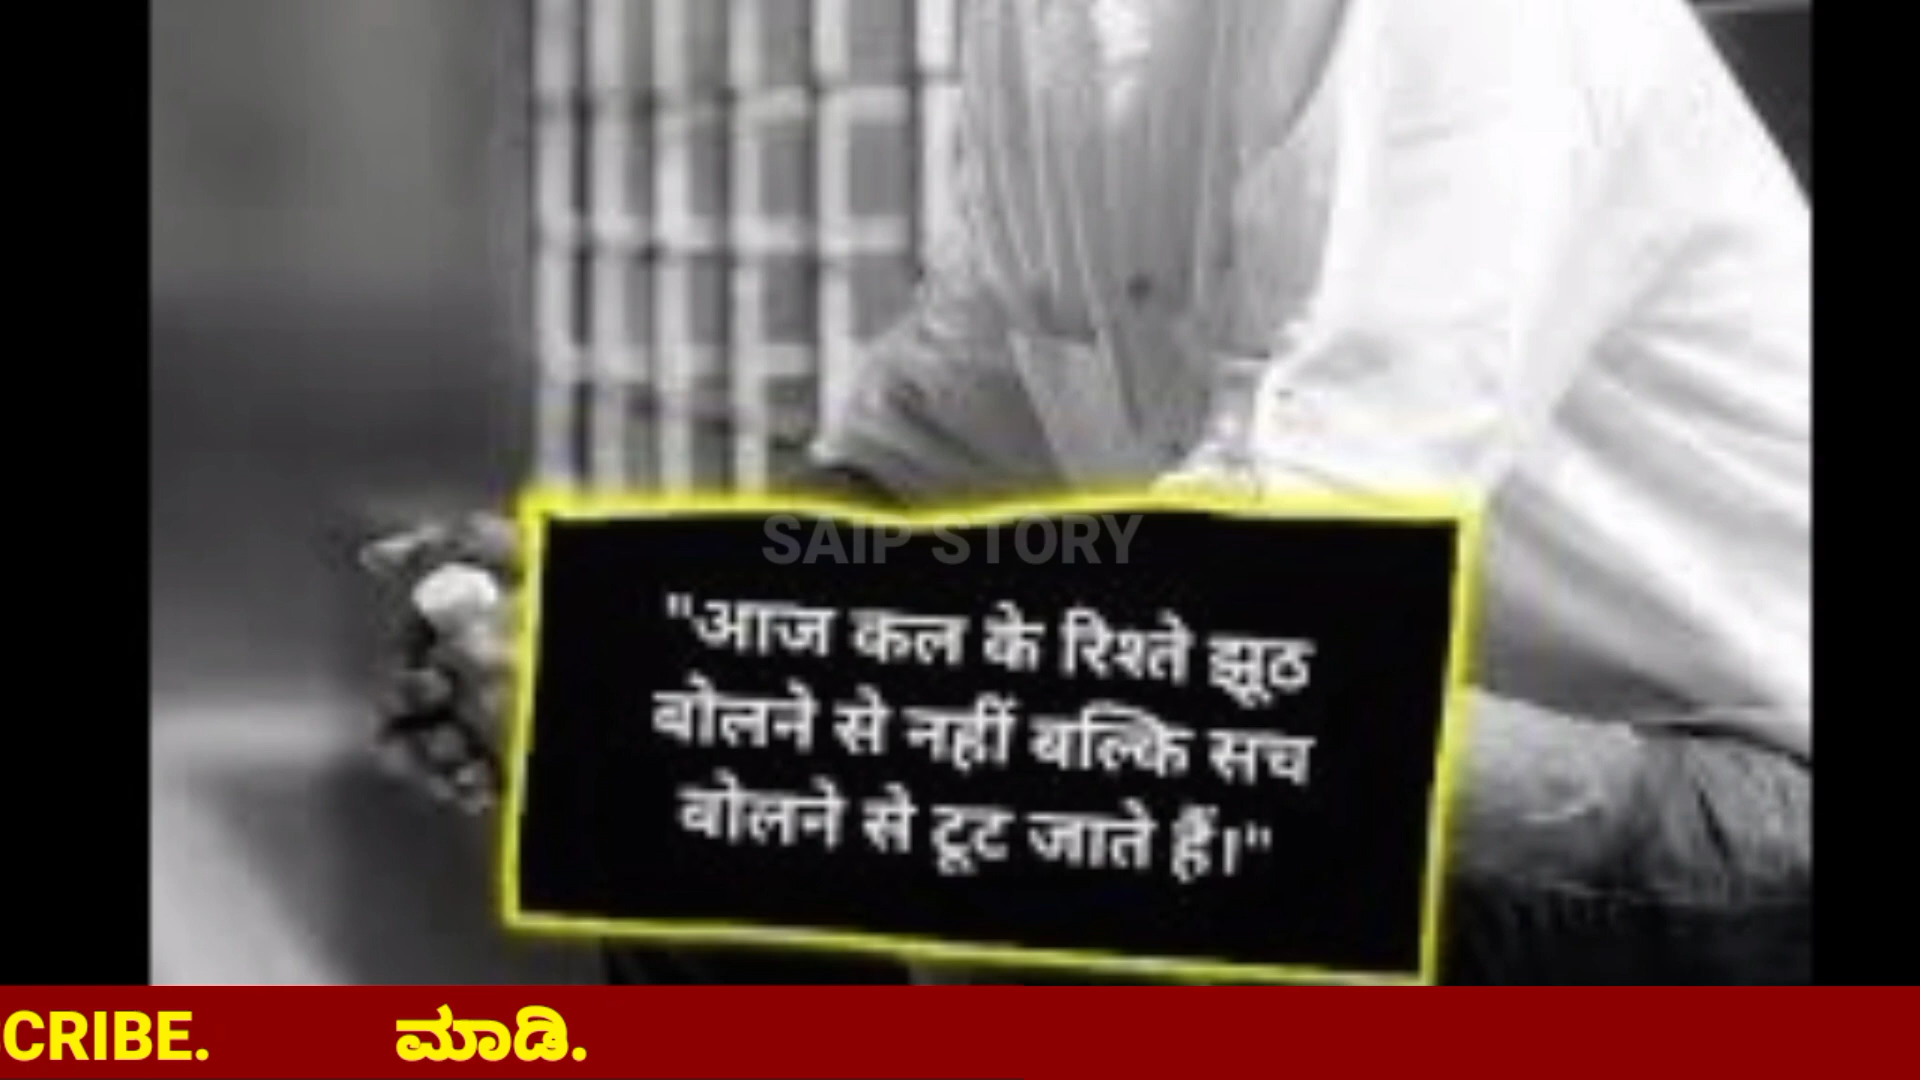 SAIP STORY
"आज कल के रिश्ते झूठ
बोलने से नहीं बल्कि सच
बोलने से टूट जाते हैं।"
CRIBE. ಮಾಡಿ.